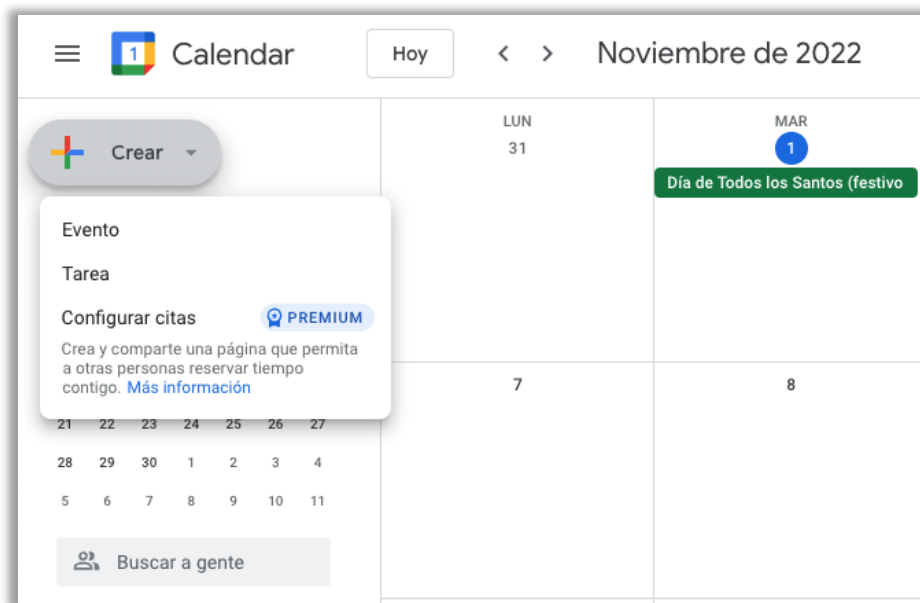 1 Calendar Hoy Noviembre de 2022
Crear
LUN MAR
31 1
Día de Todos los Santos (festivo
Evento
Tarea
Configurar citas PREMIUM
Crea y comparte una página que permita
a otras personas reservar tiempo
contigo. Más información
7 8
21 22 23 24 25 26 27
28 29 30 1 2 3 4
5 6 7 8 9 10 11
Buscar a gente